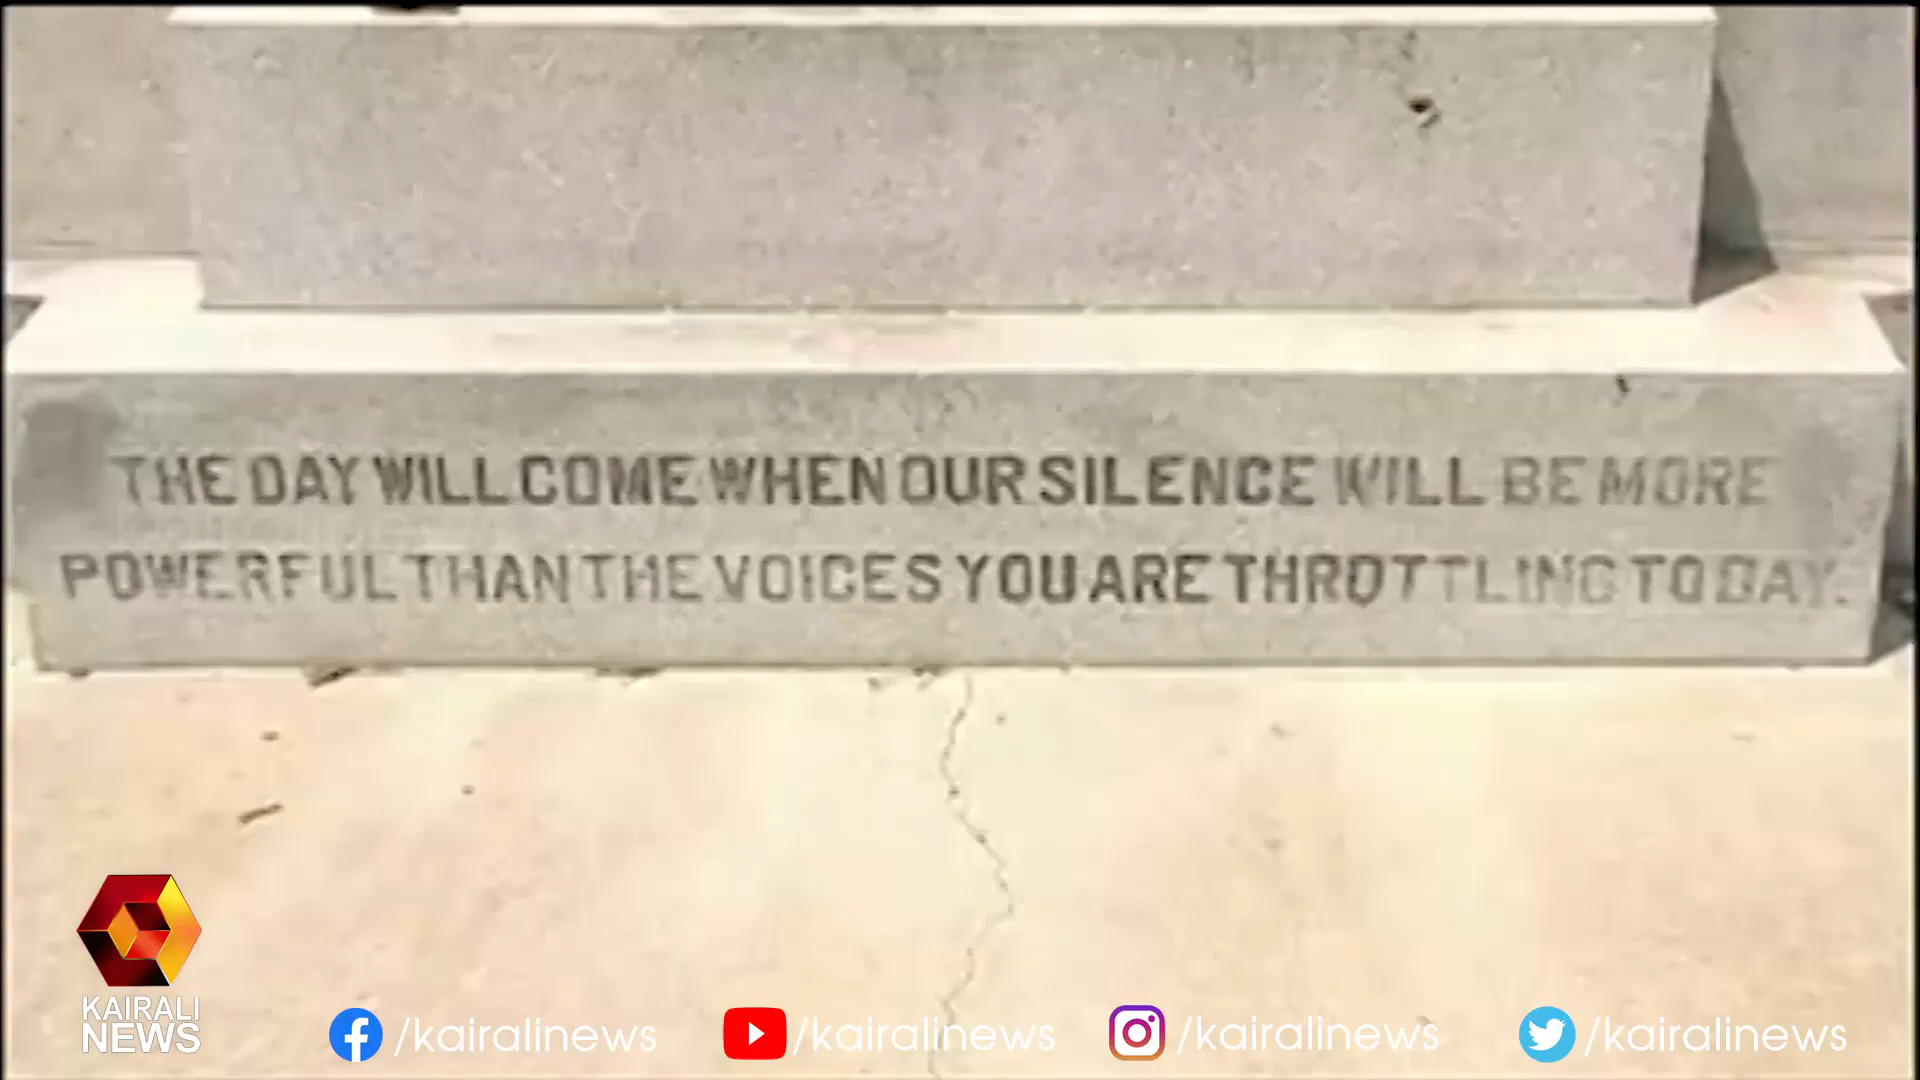 THE DAY WILL COME WHEN OUR SILENCE WILL BE MORE
POWERFUL THAN THE VOICES YOU ARE THROTTLING TODAY.
KAIRALI
NEWS
/kairalinews /kairalinews /kairalinews /kairalinews